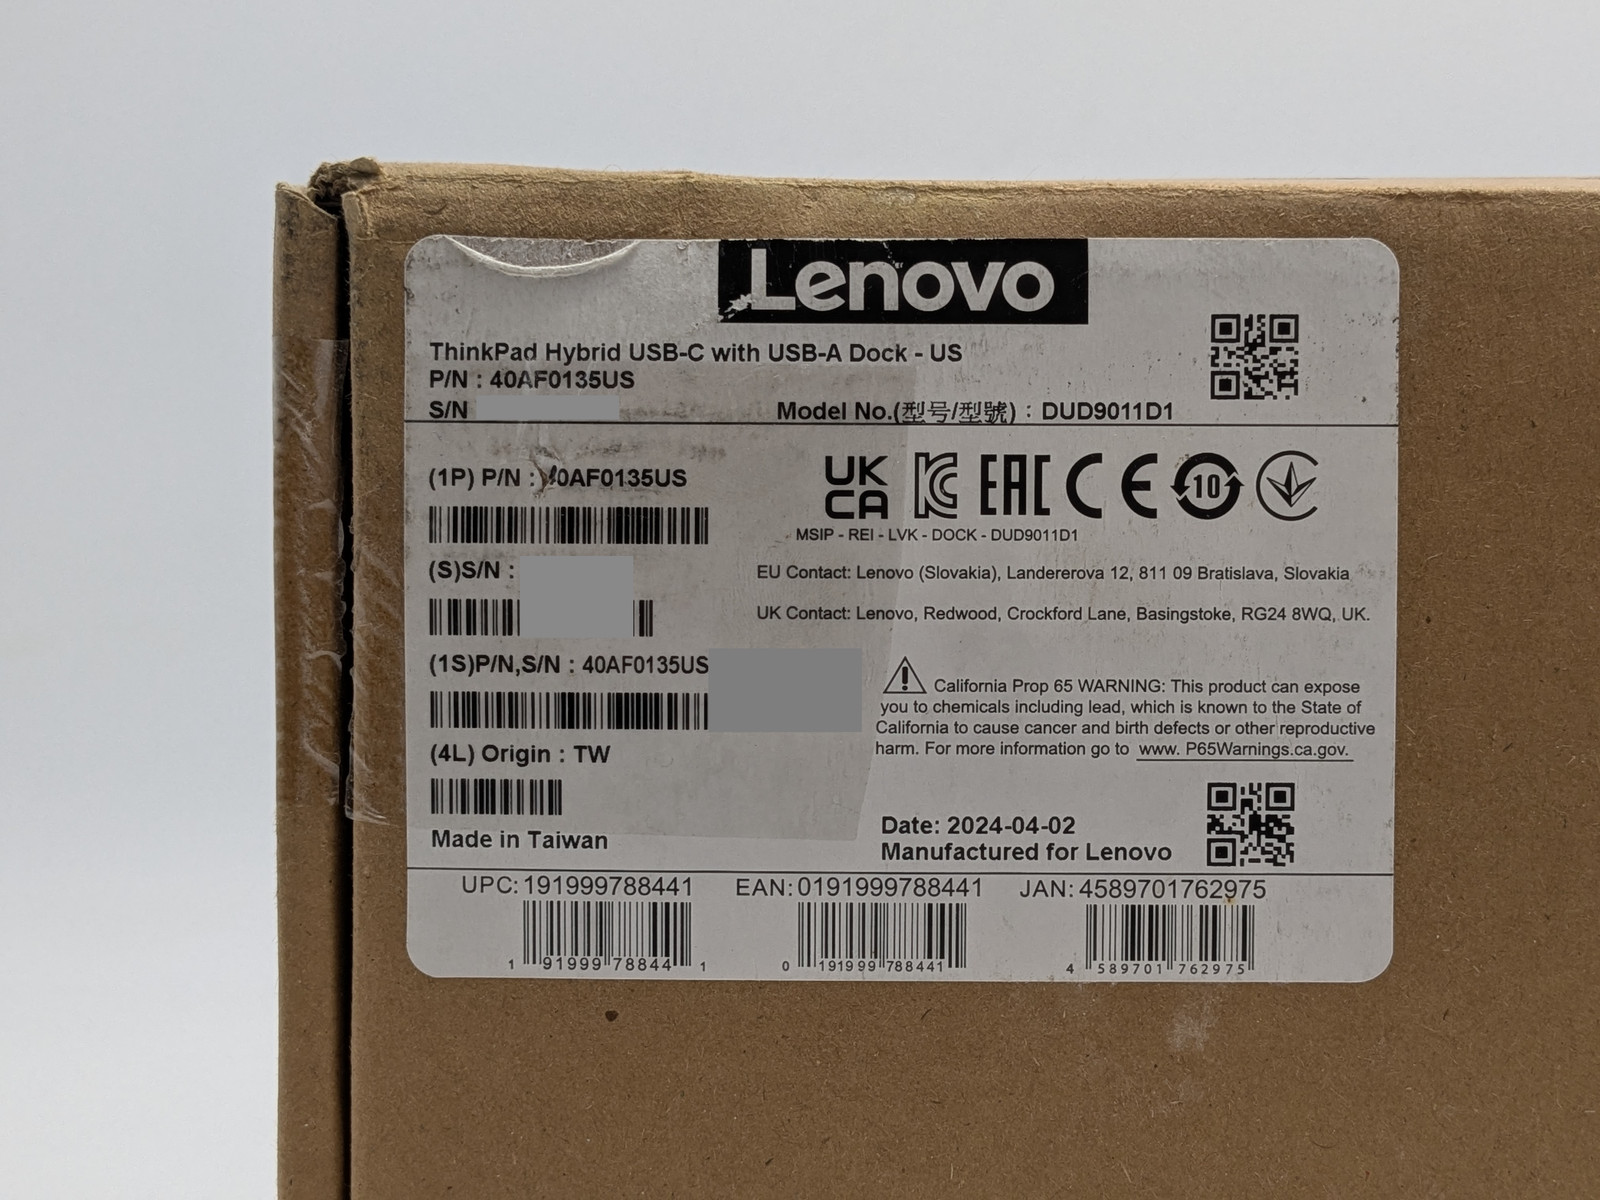 Lenovo
ThinkPad Hybrid USB-C with USB-A Dock - US
P/N : 40AF0135US
S/N
Model No.(型号/型號) : DUD9011D1
(1P) P/N : 40AF0135US
UK
CA
EAC
CE
10
MSIP - REI - LVK - DOCK - DUD9011D1
(S)S/N :
EU Contact: Lenovo (Slovakia), Landererova 12, 811 09 Bratislava, Slovakia
UK Contact: Lenovo, Redwood, Crockford Lane, Basingstoke, RG24 8WQ, UK.
(1S)P/N,S/N : 40AF0135US
California Prop 65 WARNING: This product can expose
you to chemicals including lead, which is known to the State of
California to cause cancer and birth defects or other reproductive
harm. For more information go to www. P65Warnings.ca.gov.
(4L) Origin : TW
Made in Taiwan
Date: 2024-04-02
Manufactured for Lenovo
UPC: 191999788441
EAN: 0191999788441
JAN: 4589701762975
1 91999 78844 1
0 191999 788441
4 589701 762975